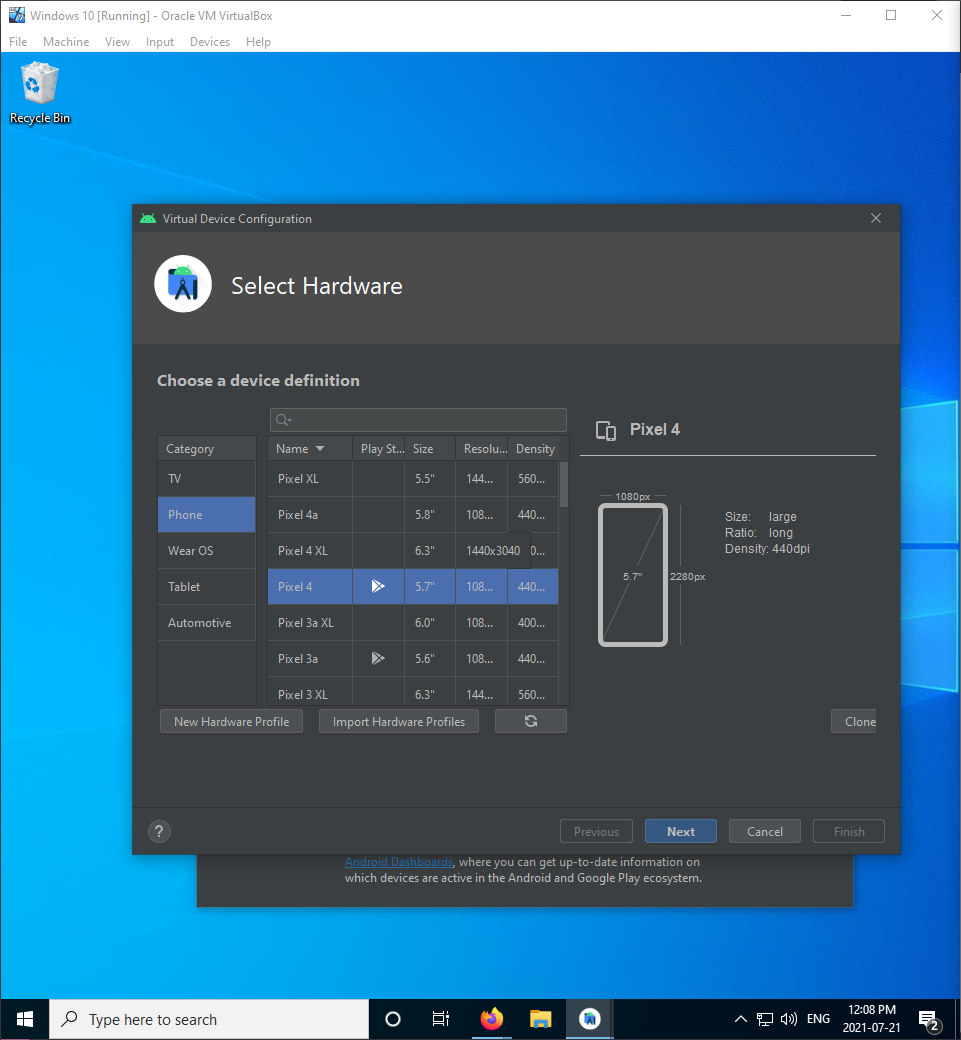 Windows 10 [Running] - Oracle VM VirtualBox
File Machine View Input Devices Help
Recycle Bin
Virtual Device Configuration
Select Hardware
Choose a device definition
Category
TV
Phone
Wear OS
Tablet
Automotive
Name Play St... Size Resolu... Density
Pixel XL 5.5" 144... 560...
Pixel 4a 5.8" 108... 440...
Pixel 4 XL 6.3" 1440x3040 0...
Pixel 4 5.7" 108... 440...
Pixel 3a XL 6.0" 108... 400...
Pixel 3a 5.6" 108... 440...
Pixel 3 XL 6.3" 144... 560...
New Hardware Profile Import Hardware Profiles
Pixel 4
1080px
5.7"
2280px
Size: large
Ratio: long
Density: 440dpi
Clone
? Previous Next Cancel Finish
Android Dashboards, where you can get up-to-date information on
which devices are active in the Android and Google Play ecosystem.
Type here to search
ENG
12:08 PM
2021-07-21
2